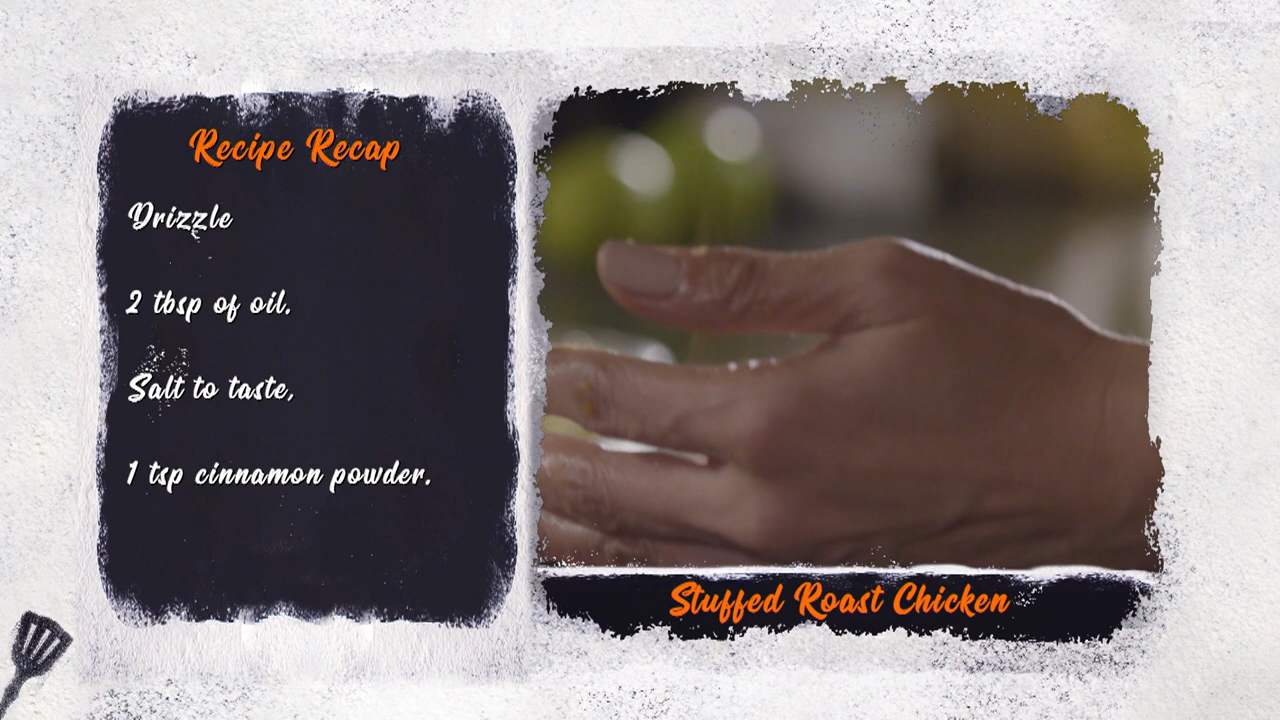 Recipe Recap
Drizzle
2 tbsp of oil.
Salt to taste,
1 tsp cinnamon powder.
Stuffed Roast Chicken